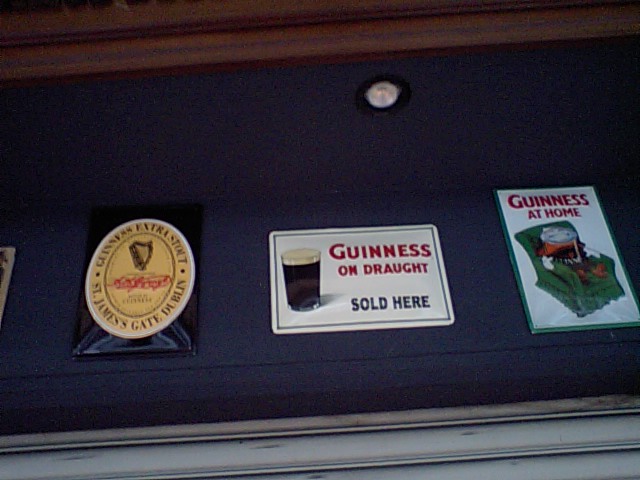 GUINNESS EXTRA STOUT
ST. JAMES'S GATE DUBLIN
GUINNESS
ON DRAUGHT
SOLD HERE
GUINNESS
AT HOME